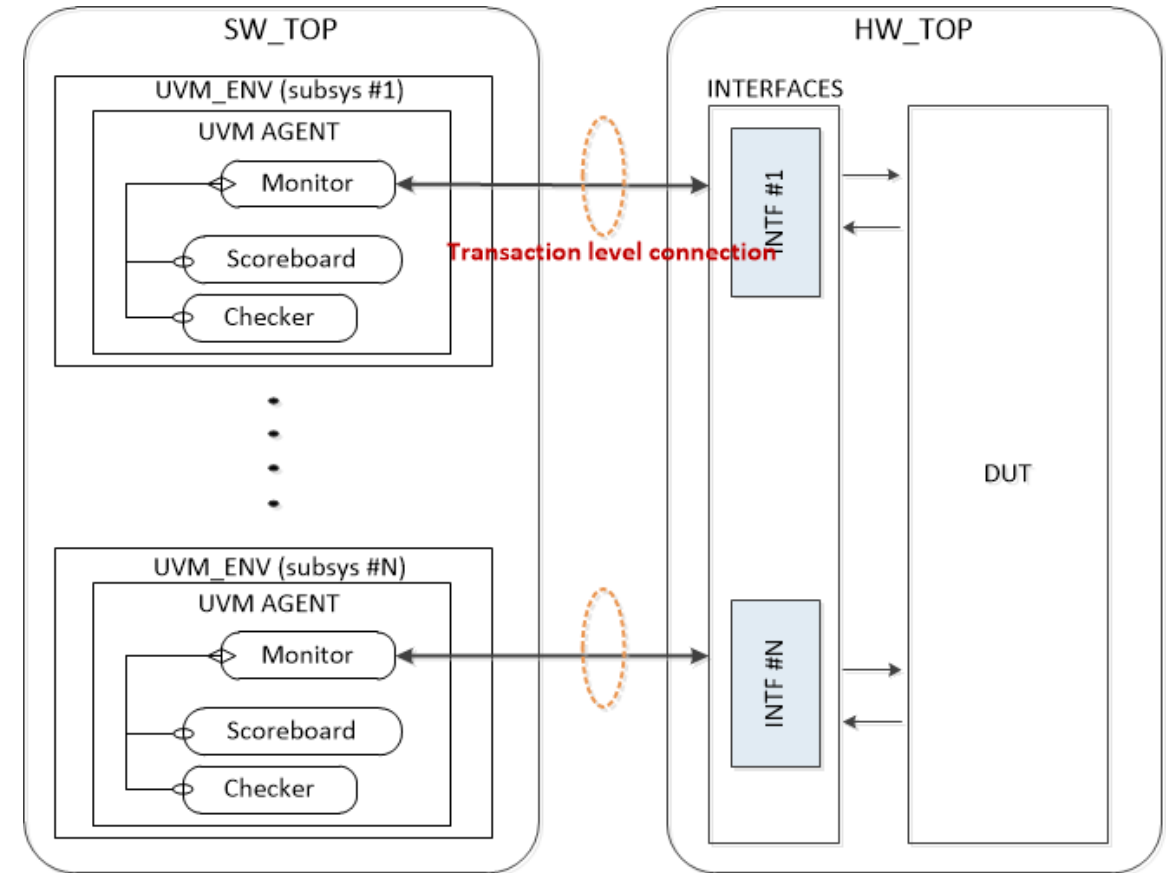 SW_TOP
UVM_ENV (subsys #1)
UVM AGENT
Monitor
Scoreboard
Checker
UVM_ENV (subsys #N)
UVM AGENT
Monitor
Scoreboard
Checker
Transaction level connection
HW_TOP
INTERFACES
INTF #1
INTF #N
DUT